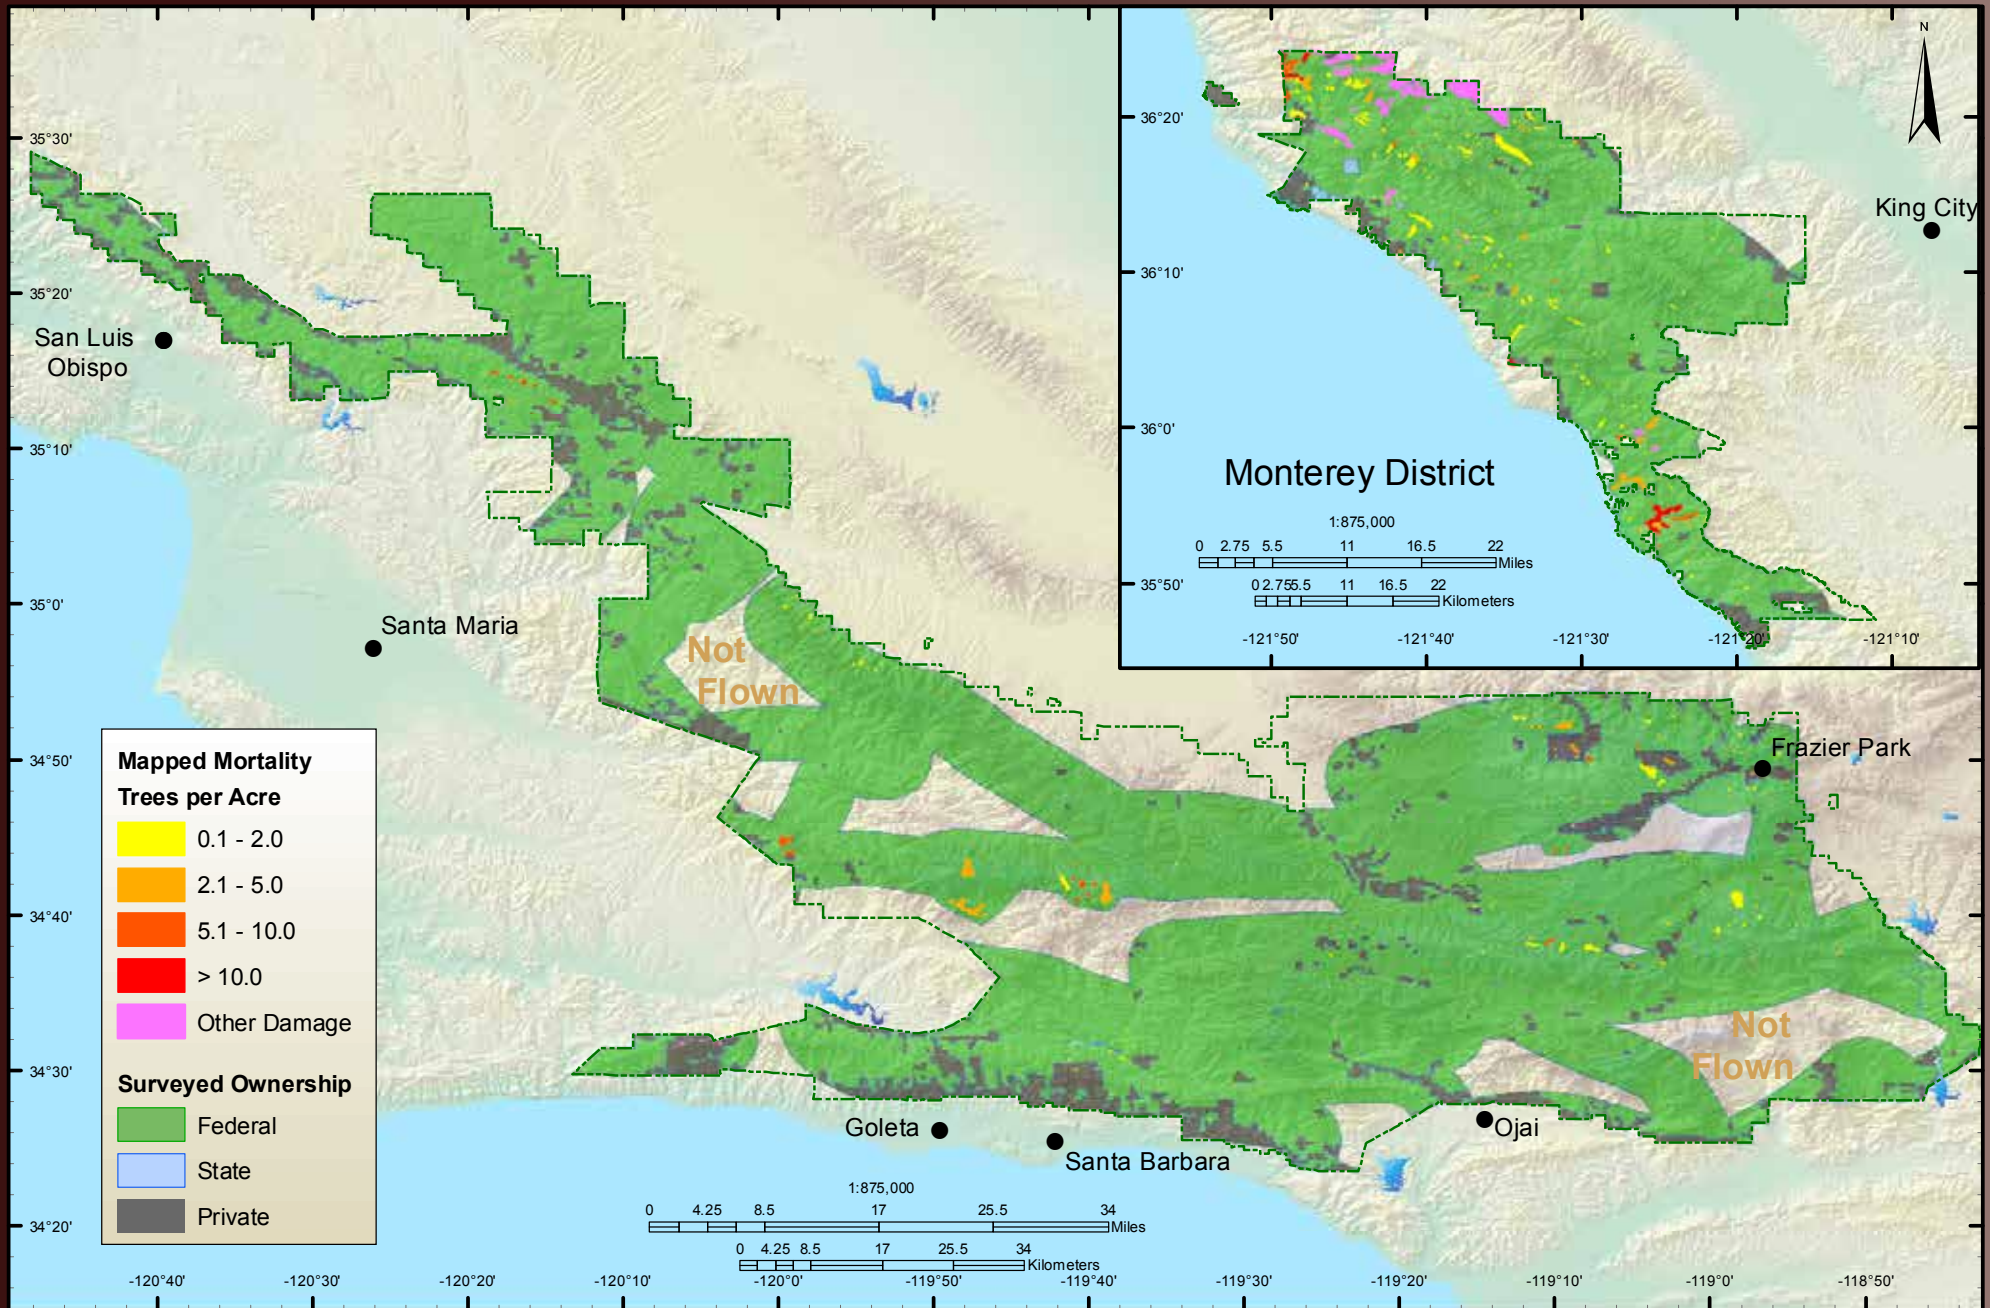 N
36°20'
King City
36°10'
36°0'
Monterey District
1:875,000
0 2.75 5.5 11 16.5 22
Miles
0 2.75 5.5 11 16.5 22
Kilometers
35°50'
-121°50' -121°40' -121°30' -121°20' -121°10'
35°30'
35°20'
San Luis
Obispo
35°10'
35°0'
Santa Maria
Not
Flown
34°50'
Frazier Park
34°40'
Not
Flown
34°30'
Goleta
Santa Barbara
Ojai
34°20'
Mapped Mortality
Trees per Acre
0.1 - 2.0
2.1 - 5.0
5.1 - 10.0
> 10.0
Other Damage
Surveyed Ownership
Federal
State
Private
1:875,000
0 4.25 8.5 17 25.5 34
Miles
0 4.25 8.5 17 25.5 34
Kilometers
-120°40' -120°30' -120°20' -120°10' -120°0' -119°50' -119°40' -119°30' -119°20' -119°10' -119°0' -118°50'